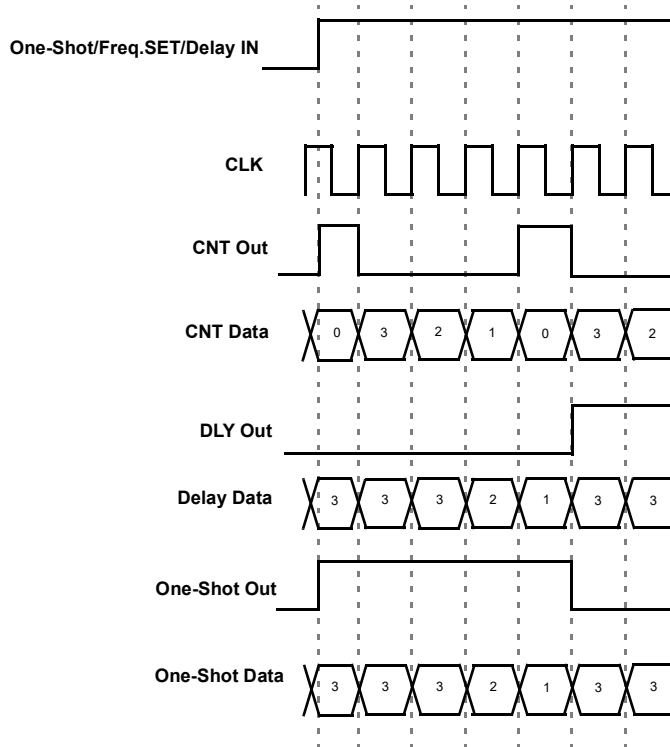 One-Shot/Freq.SET/Delay IN
CLK
CNT Out
CNT Data 0 3 2 1 0 3 2
DLY Out
Delay Data 3 3 3 2 1 3 3
One-Shot Out
One-Shot Data 3 3 3 2 1 3 3